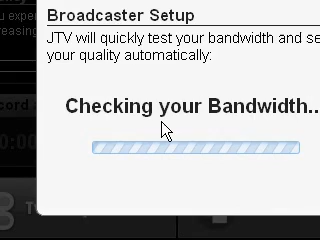 Broadcaster Setup
JTV will quickly test your bandwidth and se
your quality automatically:
Checking your Bandwidth..